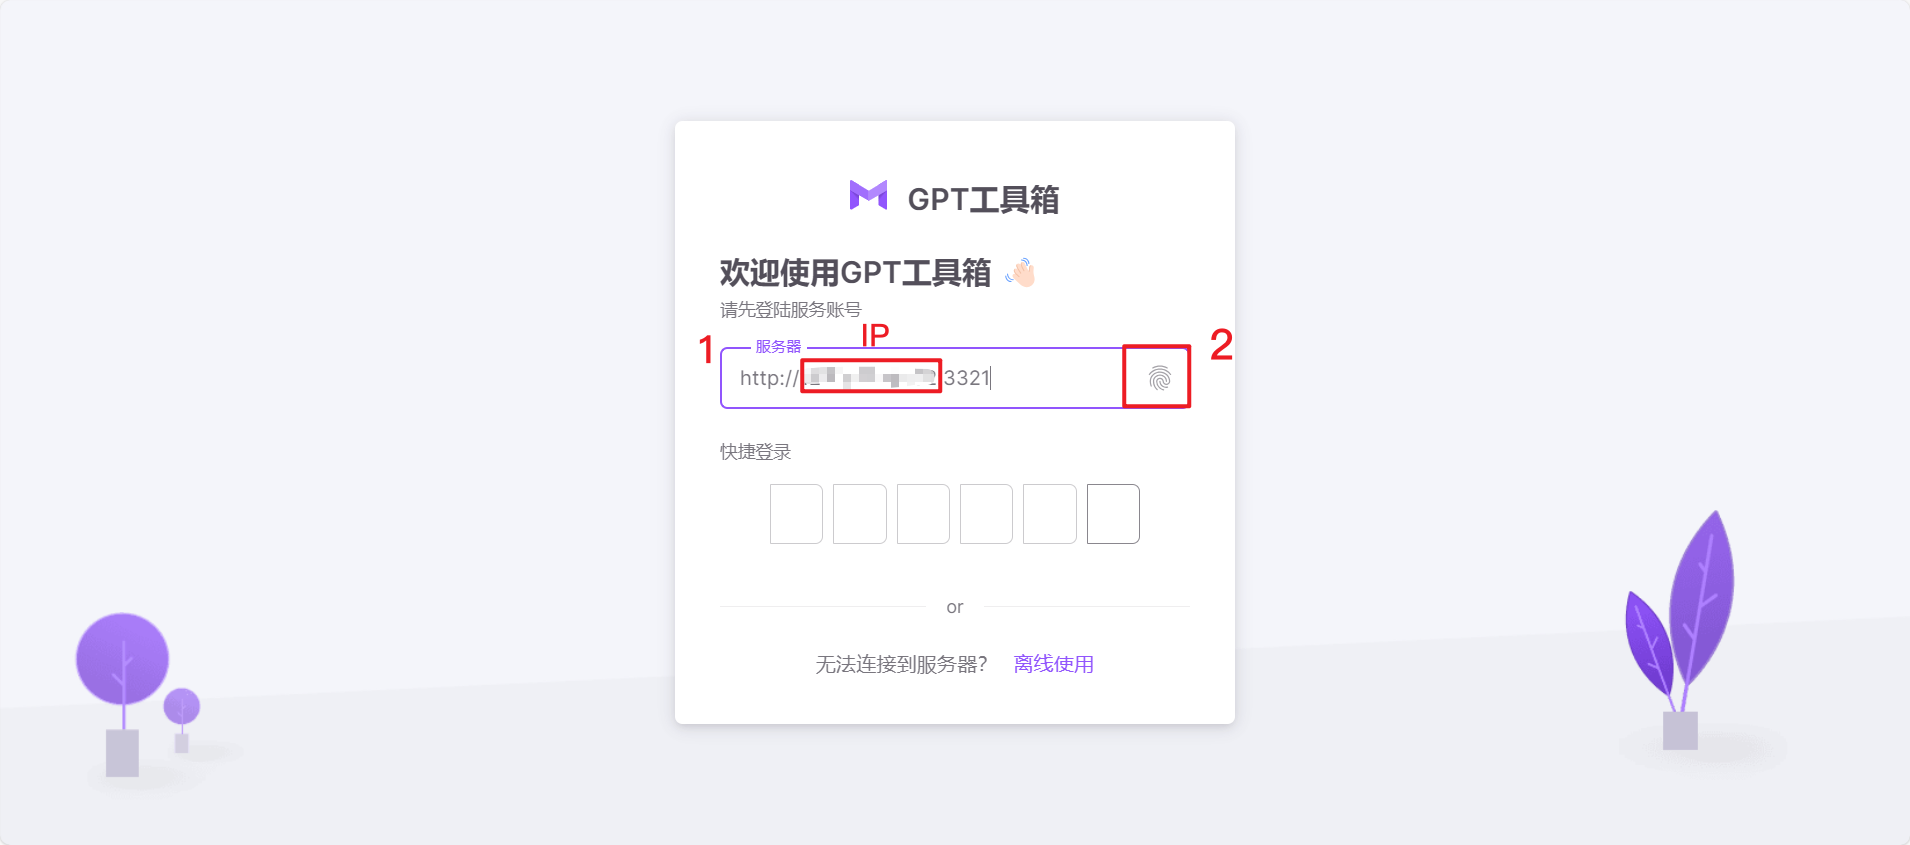 GPT工具箱
欢迎使用GPT工具箱
请先登陆服务账号
IP
1
服务器
2
http://
3321
快捷登录
or
无法连接到服务器? 离线使用